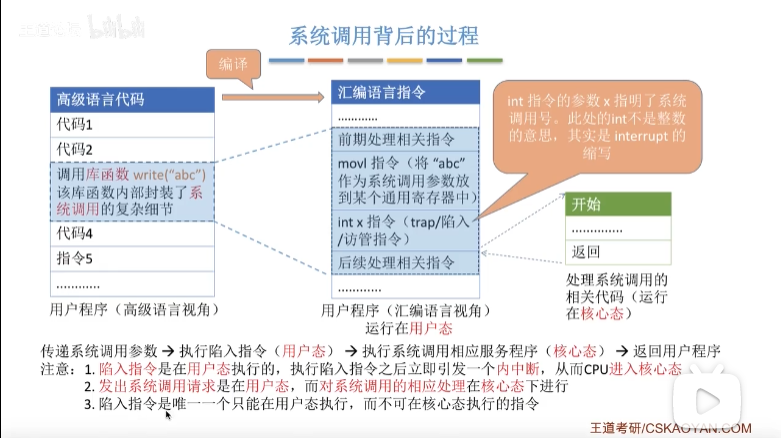 王道考研 bilibili
系统调用背后的过程
编译
高级语言代码
代码1
代码2
调用库函数 write(“abc”)
该库函数内部封装了系
统调用的复杂细节
代码4
指令5
…………
用户程序（高级语言视角）
汇编语言指令
…………
前期处理相关指令
movl 指令（将 “abc”
作为系统调用参数放
到某个通用寄存器中）
int x 指令（trap/陷入
/访管指令）
后续处理相关指令
…………
用户程序（汇编语言视角）
运行在用户态
int 指令的参数 x 指明了系统
调用号。此处的int不是整数
的意思，其实是 interrupt 的
缩写
开始
…………..
返回
处理系统调用的
相关代码（运行
在核心态）
传递系统调用参数 → 执行陷入指令（用户态） → 执行系统调用相应服务程序（核心态） → 返回用户程序
注意：1. 陷入指令是在用户态执行的，执行陷入指令之后立即引发一个内中断，从而CPU进入核心态
2. 发出系统调用请求是在用户态，而对系统调用的相应处理在核心态下进行
3. 陷入指令是唯一一个只能在用户态执行，而不可在核心态执行的指令
王道考研/CSKAOYAN.COM